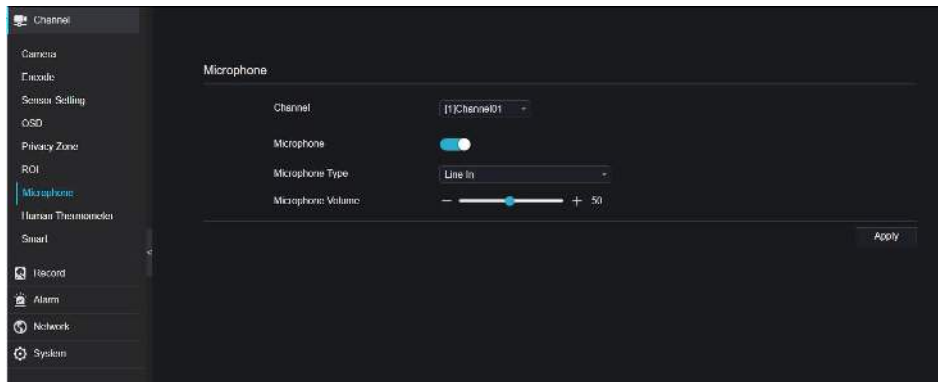 Channel
Camera
Encode
Sensor Setting
OSD
Privacy Zone
ROI
Microphone
Human Thermometer
Smart
Record
Alarm
Network
System
Microphone
Channel [1]Channel01
Microphone
Microphone Type Line In
Microphone Volume 50
Apply